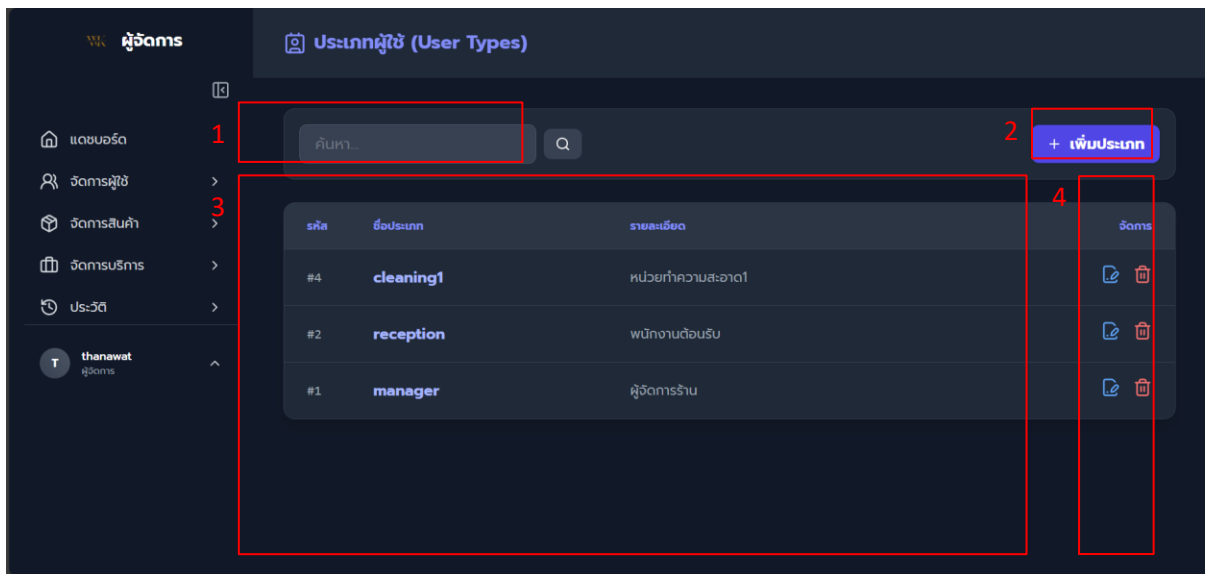 ผู้จัดการ
ประเภทผู้ใช้ (User Types)
แดชบอร์ด
จัดการผู้ใช้
จัดการสินค้า
จัดการบริการ
ประวัติ
T
thanawat
ผู้จัดการ
1
ค้นหา...
2
+ เพิ่มประเภท
3
4
รหัส ชื่อประเภท รายละเอียด จัดการ
#4 cleaning1 หน่วยทำความสะอาด1
#2 reception พนักงานต้อนรับ
#1 manager ผู้จัดการร้าน